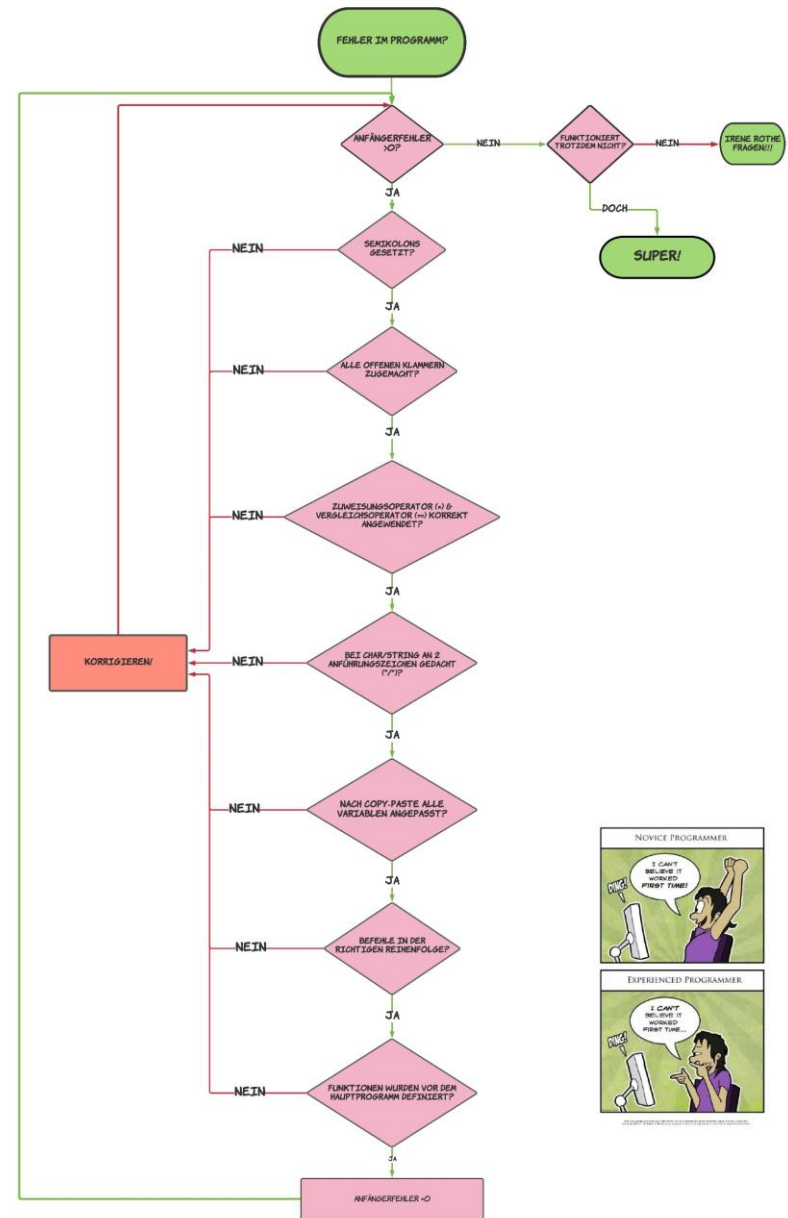 FEHLER IM PROGRAMM?
ANFÄNGERFEHLER
>0?
NEIN
FUNKTIONIERT
TROTZDEM NICHT?
NEIN
IRENE ROTHE
FRAGEN!!!
JA
DOCH
SUPER!
SEMIKOLONS
GESETZT?
NEIN
JA
ALLE OFFENEN KLAMMERN
ZUGEMACHT?
NEIN
JA
ZUWEISUNGSOPERATOR (=) &
VERGLEICHSOPERATOR (==) KORREKT
ANGEWENDET?
NEIN
JA
BEI CHAR/STRING AN 2
ANFÜHRUNGSZEICHEN GEDACHT
("/")?
NEIN
KORRIGIEREN!
JA
NACH COPY-PASTE ALLE
VARIABLEN ANGEPASST?
NEIN
JA
BEFEHLE IN DER
RICHTIGEN REIHENFOLGE?
NEIN
JA
FUNKTIONEN WURDEN VOR DEM
HAUPTPROGRAMM DEFINIERT?
NEIN
JA
ANFÄNGERFEHLER =0
NOVICE PROGRAMMER
DING!
I CAN'T
BELIEVE IT
WORKED
FIRST TIME!
EXPERIENCED PROGRAMMER
DING!
I CAN'T
BELIEVE IT
WORKED
FIRST TIME...